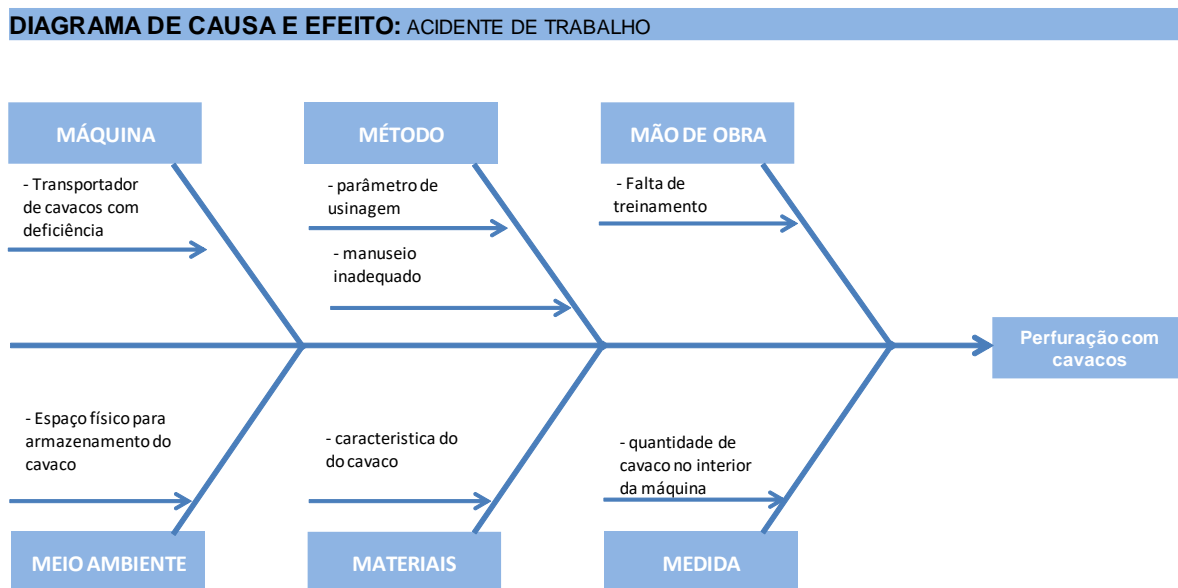 DIAGRAMA DE CAUSA E EFEITO: ACIDENTE DE TRABALHO
MÁQUINA
MÉTODO
MÃO DE OBRA
- Transportador
de cavacos com
deficiência
- parâmetro de
usinagem
- manuseio
inadequado
- Falta de
treinamento
Perfuração com
cavacos
- Espaço físico para
armazenamento do
cavaco
- caracteristica do
do cavaco
- quantidade de
cavaco no interior
da máquina
MEIO AMBIENTE
MATERIAIS
MEDIDA